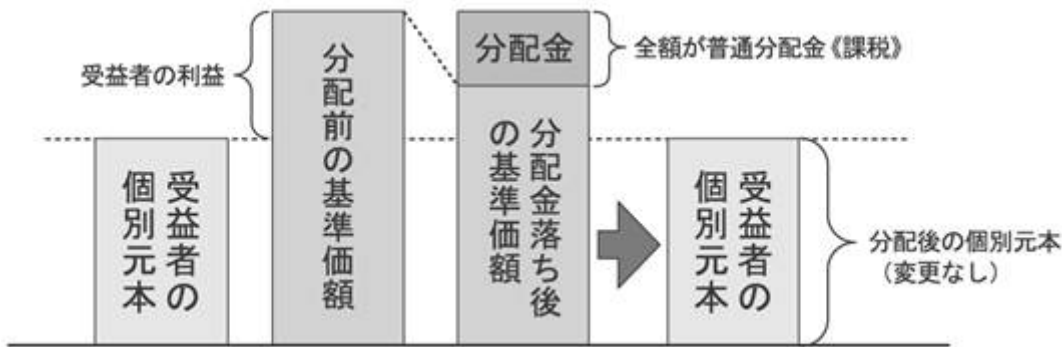 受益者の利益
受益者の
個別元本
分配前の基準価額
分配金
全額が普通分配金《課税》
分配金落ち後
の基準価額
受益者の
個別元本
分配後の個別元本
（変更なし）